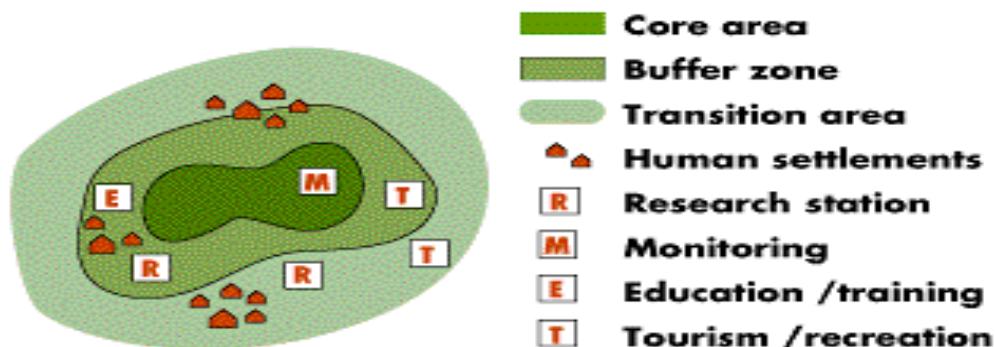 Core area
Buffer zone
Transition area
Human settlements
R Research station
M Monitoring
E Education /training
T Tourism /recreation
M
E
T
R
R
T